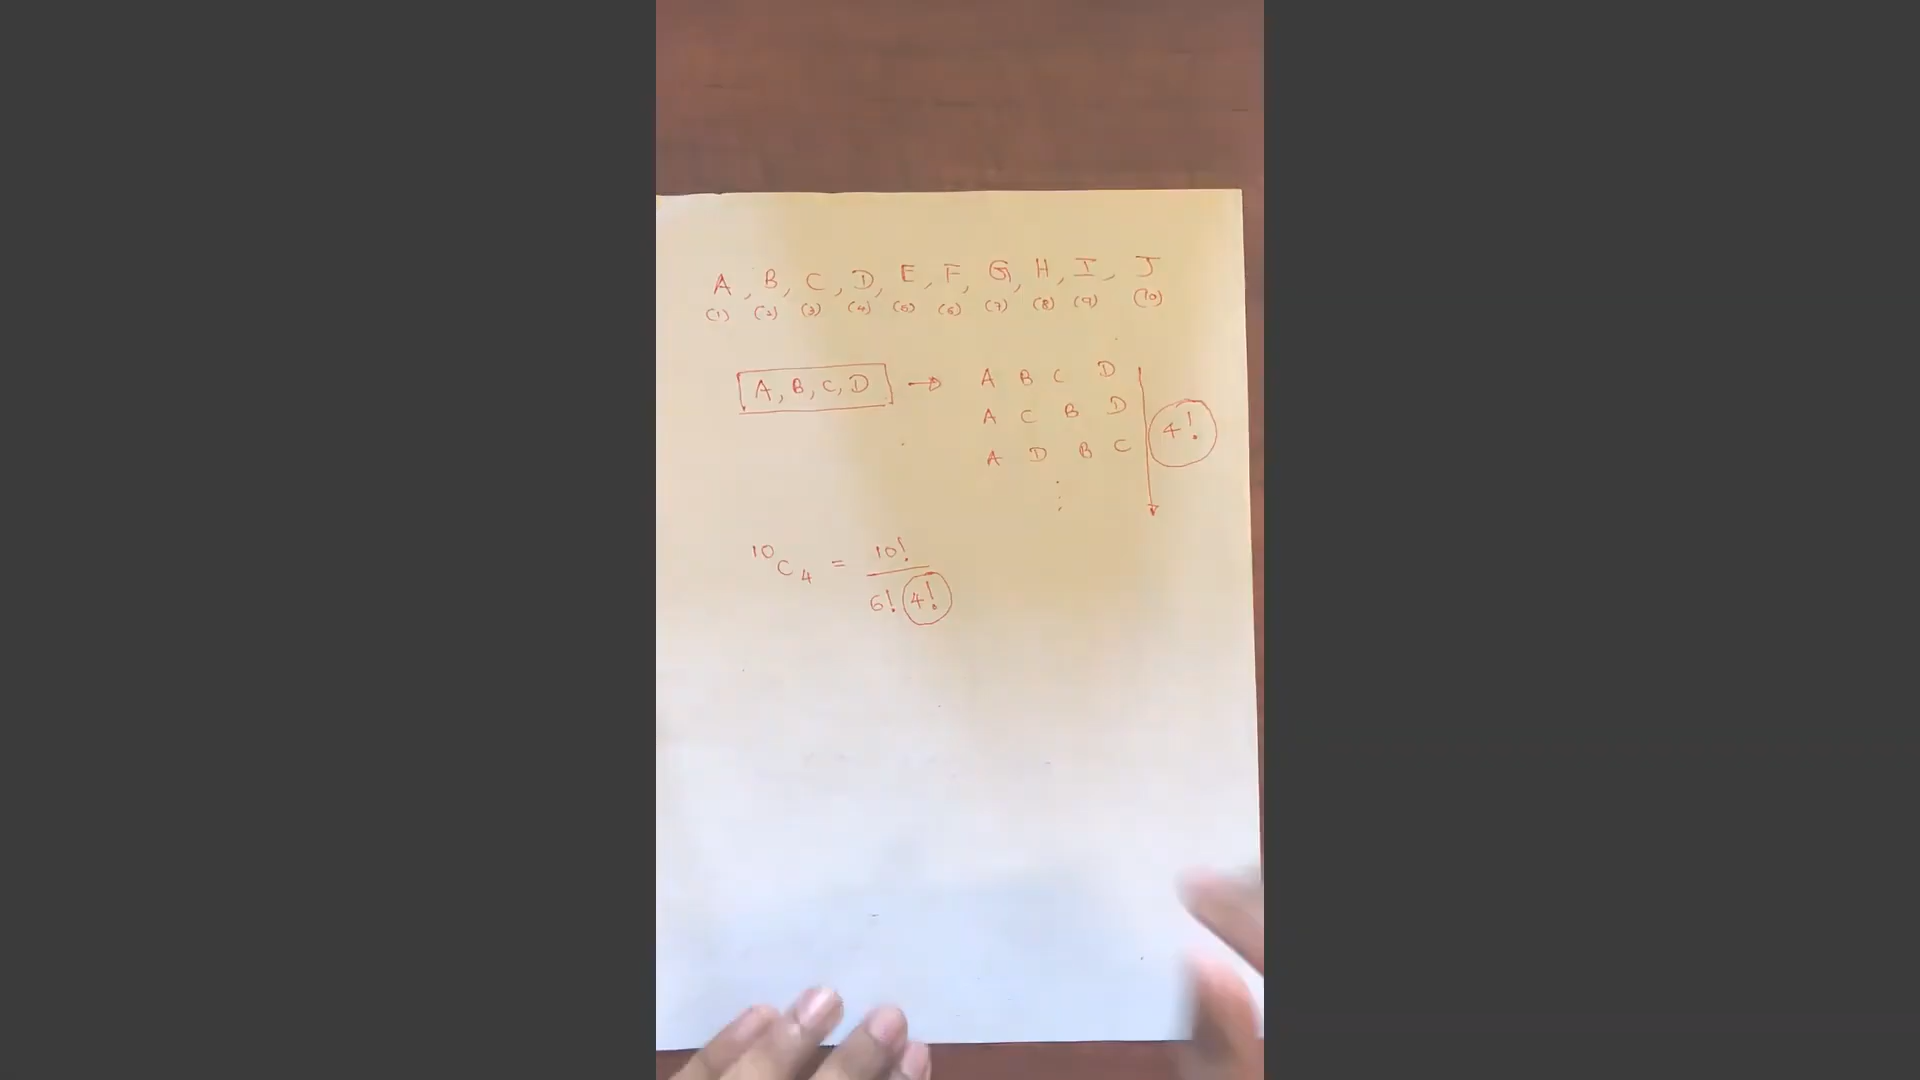 A, B, C, D, E, F, G, H, I, J
(1) (2) (3) (4) (5) (6) (7) (8) (9) (10)
A, B, C, D → A B C D
A C B D
4!
A D B C
⋮
¹⁰C₄ = 10!
6! 4!